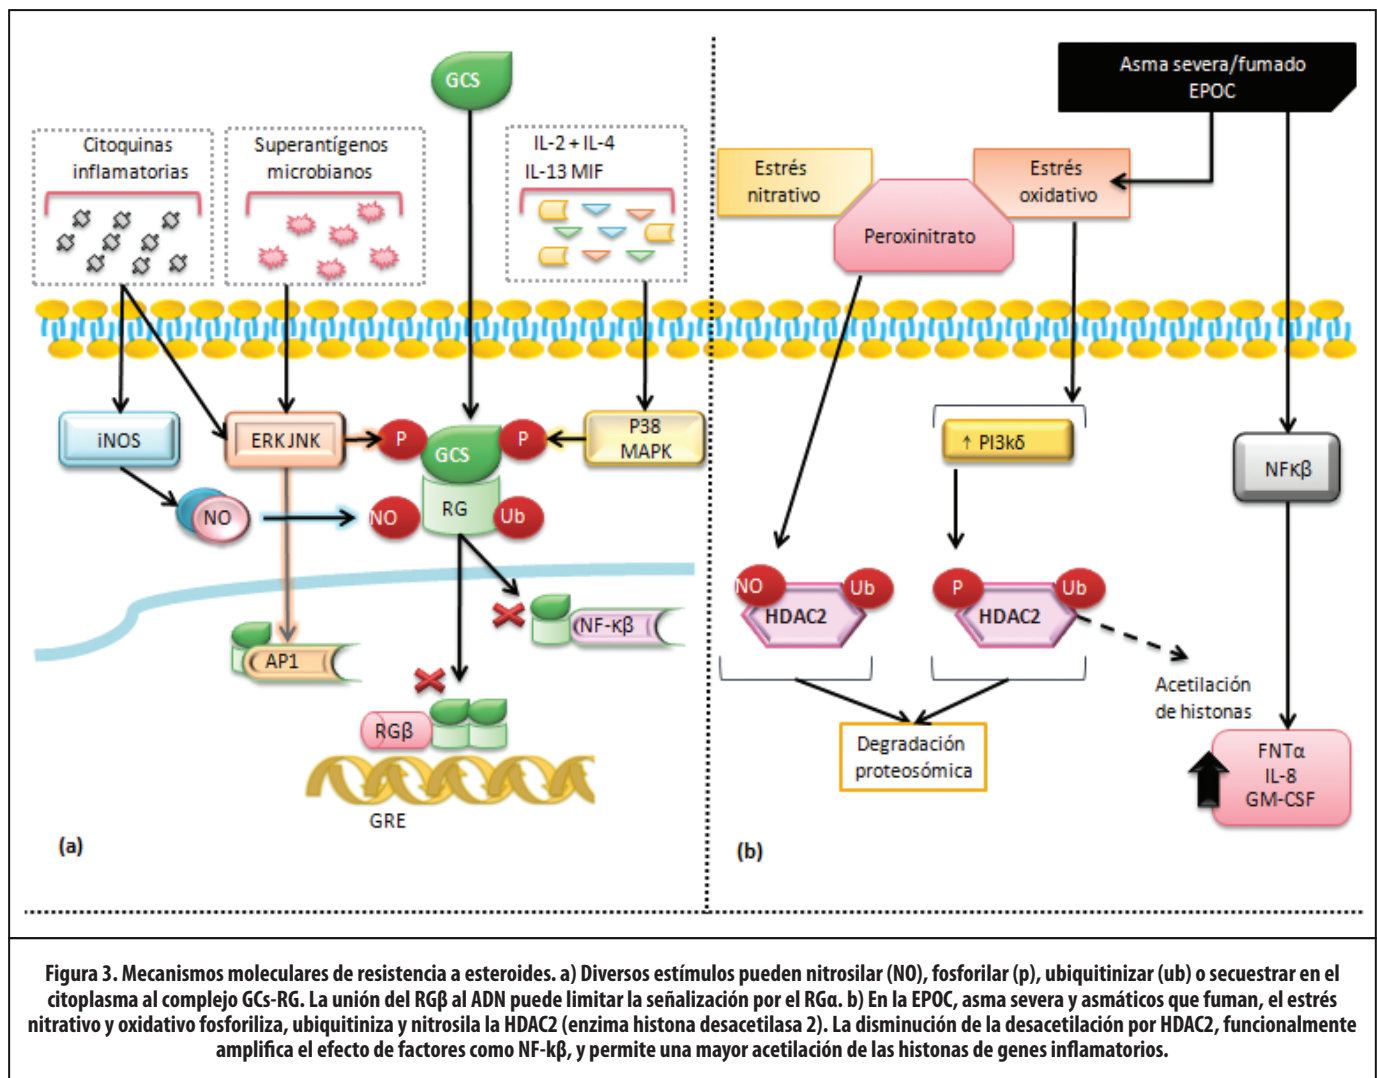 GCS
Citoquinas
inflamatorias
Superantígenos
microbianos
IL-2 + IL-4
IL-13 MIF
iNOS
ERK JNK
P
GCS
P
P38
MAPK
NO
NO
RG
Ub
NF-κβ
AP1
RGβ
GRE
(a)
Asma severa/fumado
EPOC
Estrés
nitrativo
Estrés
oxidativo
Peroxinitrato
↑ PI3kδ
NFκβ
NO
Ub
HDAC2
P
Ub
HDAC2
Acetilación
de histonas
Degradación
proteosómica
FNTα
IL-8
GM-CSF
(b)
Figura 3. Mecanismos moleculares de resistencia a esteroides. a) Diversos estímulos pueden nitrosilar (NO), fosforilar (p), ubiquitinizar (ub) o secuestrar en el
citoplasma al complejo GCs-RG. La unión del RGβ al ADN puede limitar la señalización por el RGα. b) En la EPOC, asma severa y asmáticos que fuman, el estrés
nitrativo y oxidativo fosforiliza, ubiquitiniza y nitrosila la HDAC2 (enzima histona desacetilasa 2). La disminución de la desacetilación por HDAC2, funcionalmente
amplifica el efecto de factores como NF-kβ, y permite una mayor acetilación de las histonas de genes inflamatorios.